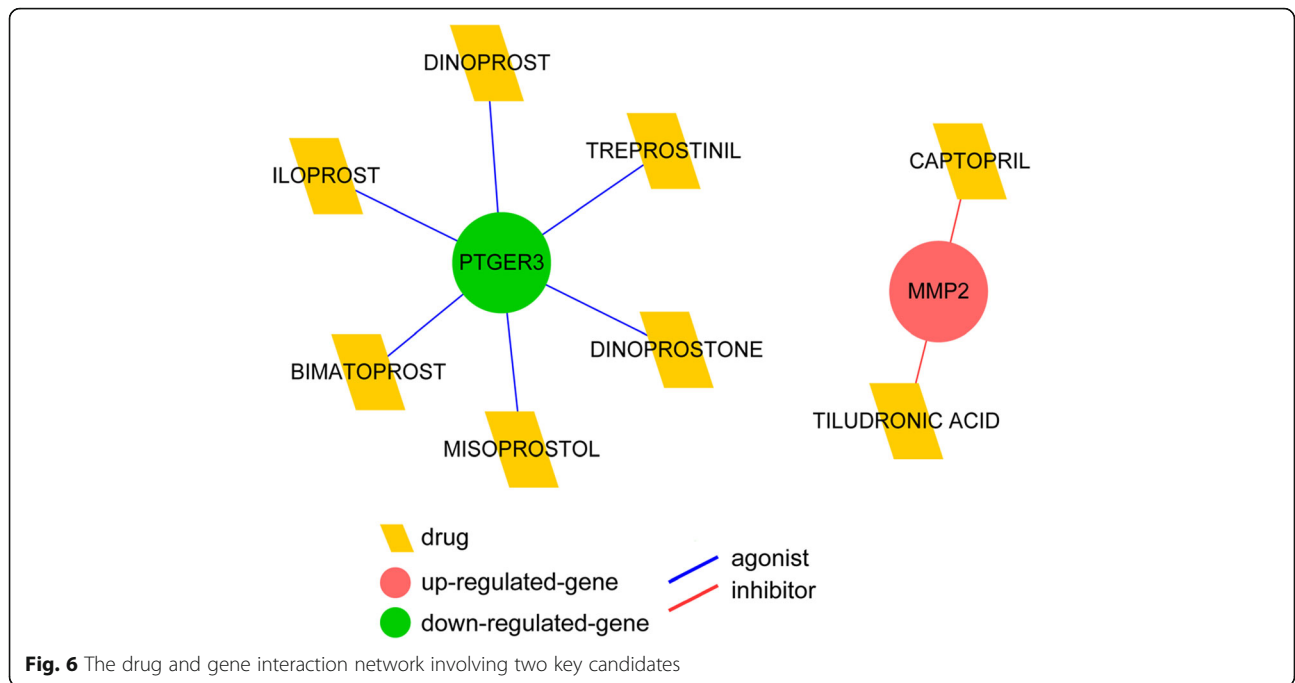 DINOPROST
TREPROSTINIL
CAPTOPRIL
ILOPROST
PTGER3
MMP2
DINOPROSTONE
BIMATOPROST
TILUDRONIC ACID
MISOPROSTOL
drug
up-regulated-gene
down-regulated-gene
agonist
inhibitor
Fig. 6 The drug and gene interaction network involving two key candidates